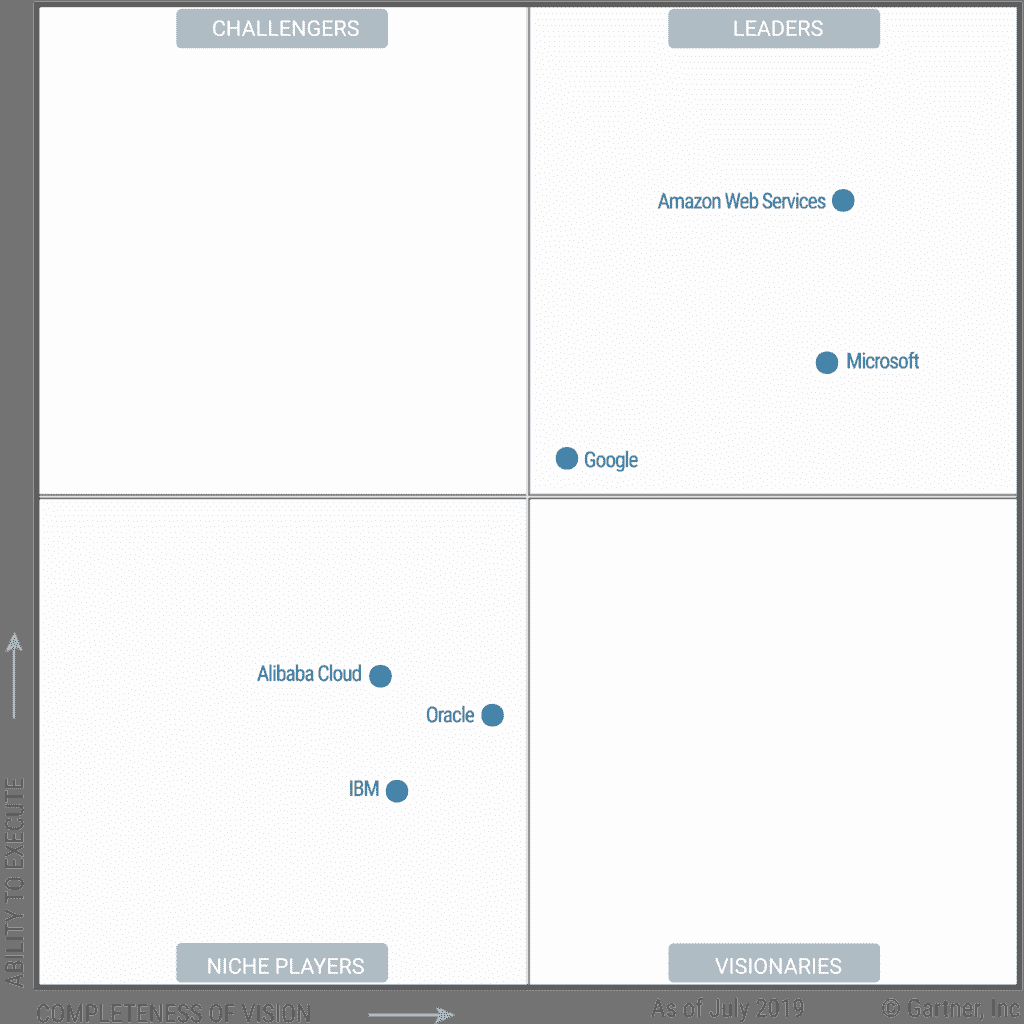 CHALLENGERS
LEADERS
Amazon Web Services
Microsoft
Google
Alibaba Cloud
Oracle
IBM
NICHE PLAYERS
VISIONARIES
ABILITY TO EXECUTE
COMPLETENESS OF VISION
As of July 2019
© Gartner, Inc